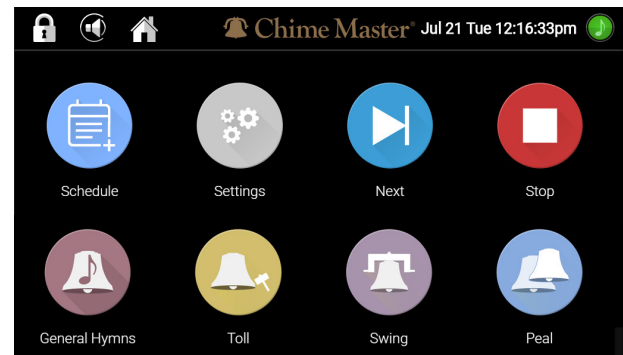 Chime Master® Jul 21 Tue 12:16:33pm
Schedule Settings Next Stop
General Hymns Toll Swing Peal